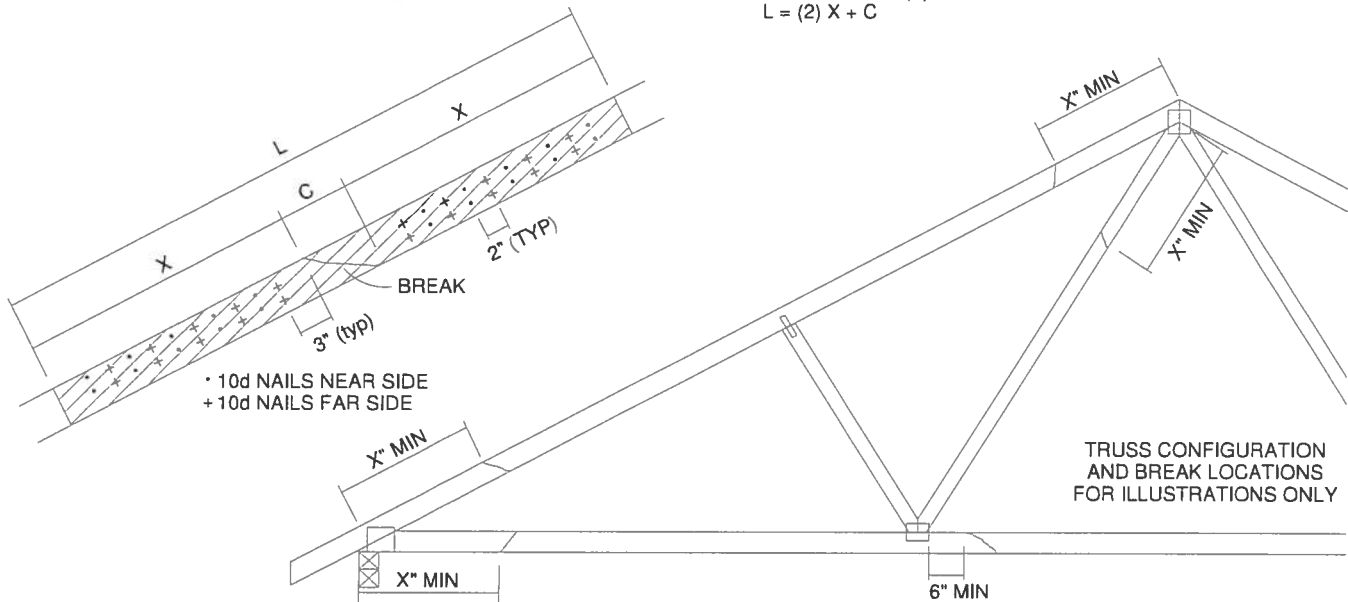 L = (2) X + C
X" MIN
L
X
C
X
2" (TYP)
BREAK
3" (typ)
• 10d NAILS NEAR SIDE
+ 10d NAILS FAR SIDE
X" MIN
X" MIN
TRUSS CONFIGURATION
AND BREAK LOCATIONS
FOR ILLUSTRATIONS ONLY
X" MIN
6" MIN